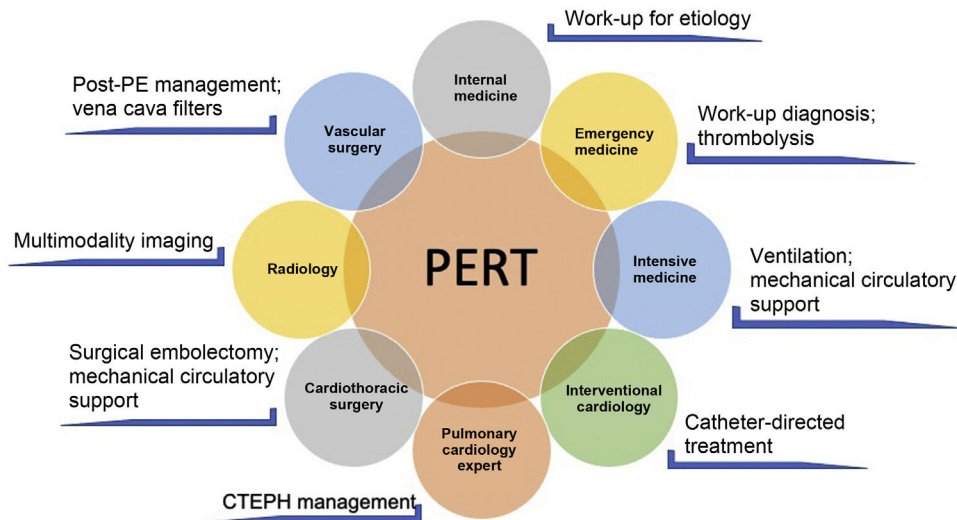 Work-up for etiology
Internal
medicine
Post-PE management;
vena cava filters
Vascular
surgery
Emergency
medicine
Work-up diagnosis;
thrombolysis
Multimodality imaging
Radiology
PERT
Intensive
medicine
Ventilation;
mechanical circulatory
support
Surgical embolectomy;
mechanical circulatory
support
Cardiothoracic
surgery
Interventional
cardiology
Catheter-directed
treatment
Pulmonary
cardiology
expert
CTEPH management